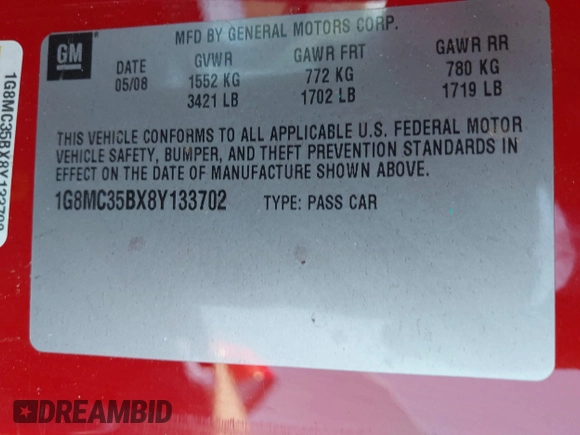 GM
MFD BY GENERAL MOTORS CORP.
DATE GVWR GAWR FRT GAWR RR
05/08 1552 KG 772 KG 780 KG
3421 LB 1702 LB 1719 LB
THIS VEHICLE CONFORMS TO ALL APPLICABLE U.S. FEDERAL MOTOR
VEHICLE SAFETY, BUMPER, AND THEFT PREVENTION STANDARDS IN
EFFECT ON THE DATE OF MANUFACTURE SHOWN ABOVE.
1G8MC35BX8Y133702 TYPE: PASS CAR
1G8MC35BX8Y133702
DREAMBID